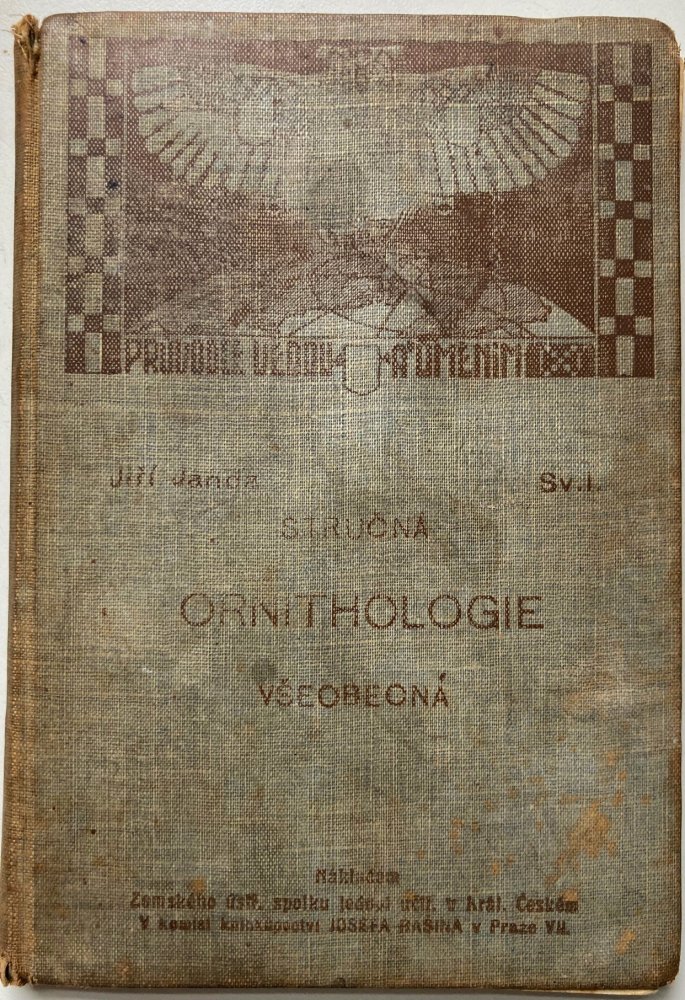 PRŮVODCE VĚDOU A UMĚNÍM
Jiří Janda Sv. I.
STRUČNÁ
ORNITHOLOGIE
VŠEOBECNÁ
Nákladem
Zemského ústř. spolku jednot učit. v král. Českém
V komisi knihkupectví JOSEFA RAŠINA v Praze VII.